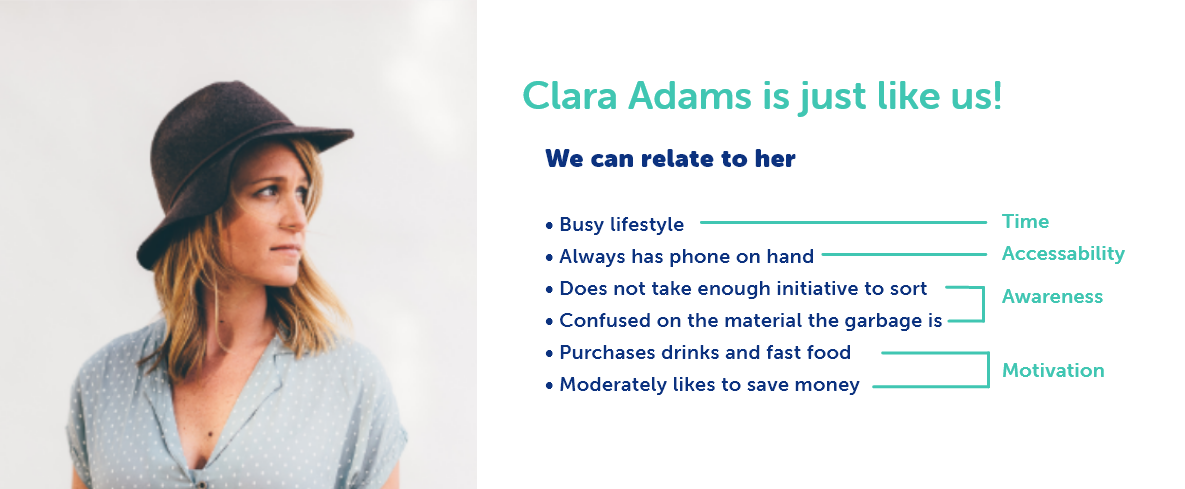 Clara Adams is just like us!
We can relate to her
• Busy lifestyle Time
• Always has phone on hand Accessability
• Does not take enough initiative to sort Awareness
• Confused on the material the garbage is
• Purchases drinks and fast food Motivation
• Moderately likes to save money